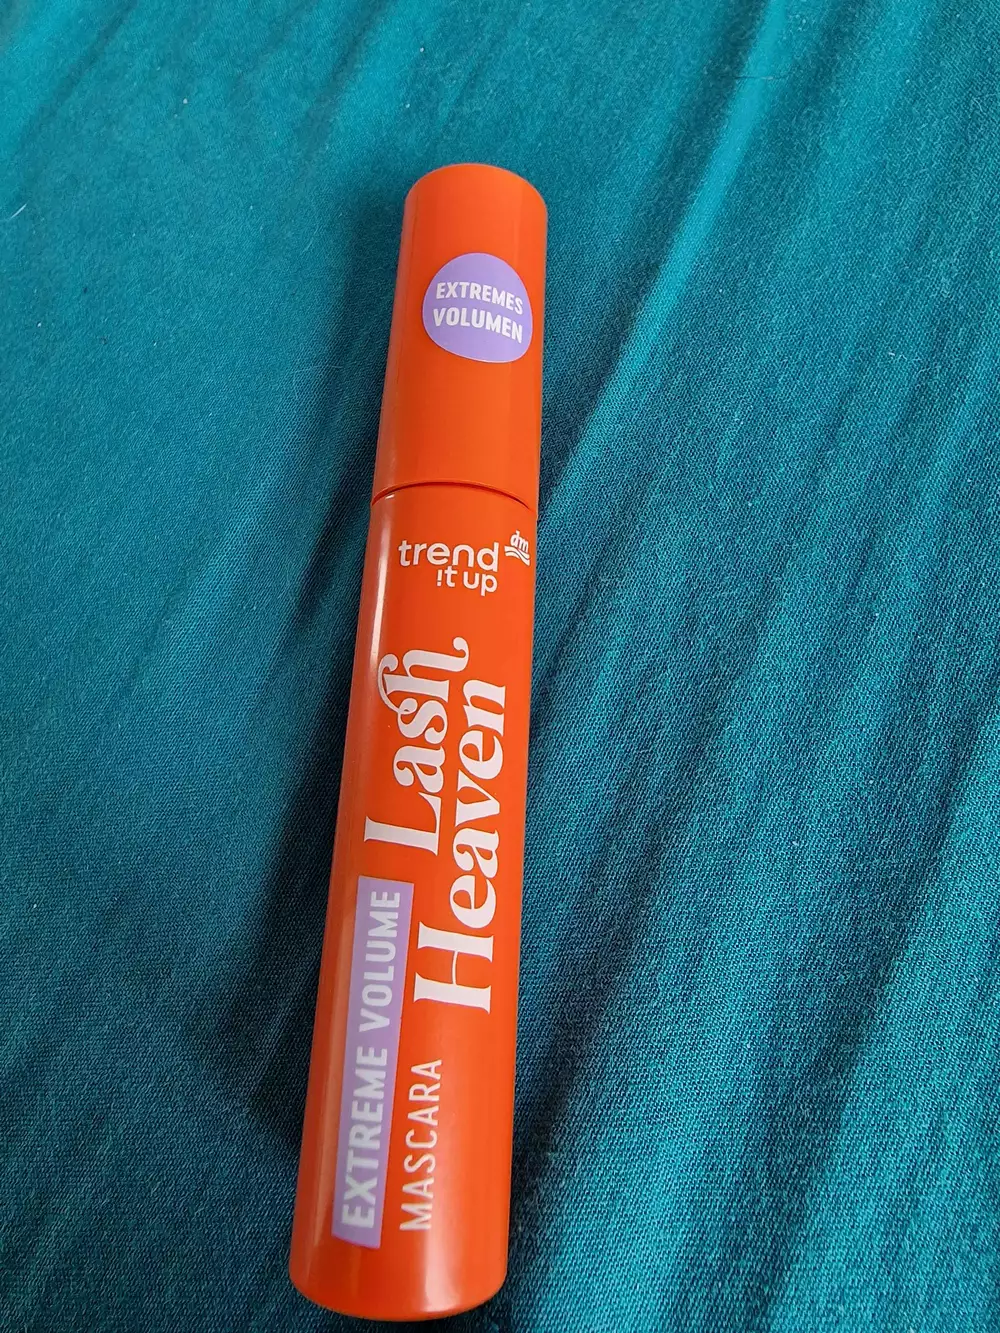 EXTREMES
VOLUMEN
trend
!t up
dm
Lash
Heaven
EXTREME VOLUME
MASCARA